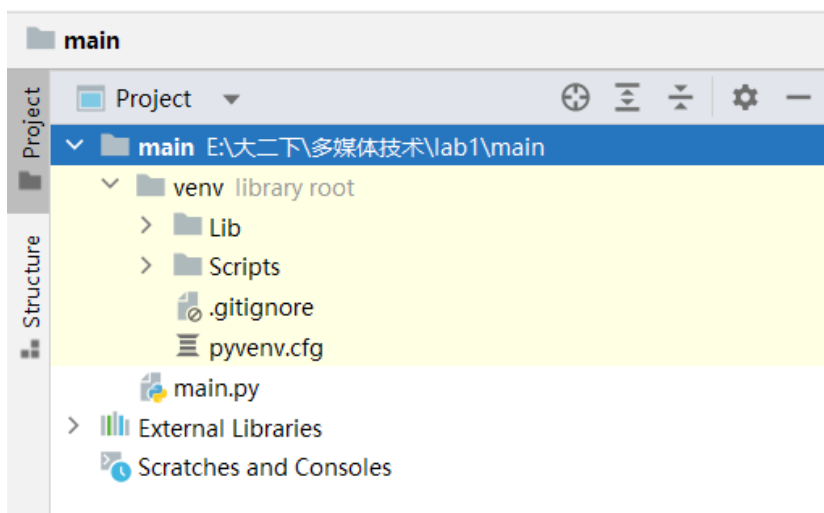 main
Project
Project
main E:\大二下\多媒体技术\lab1\main
venv library root
Lib
Scripts
.gitignore
pyvenv.cfg
main.py
External Libraries
Scratches and Consoles
Structure